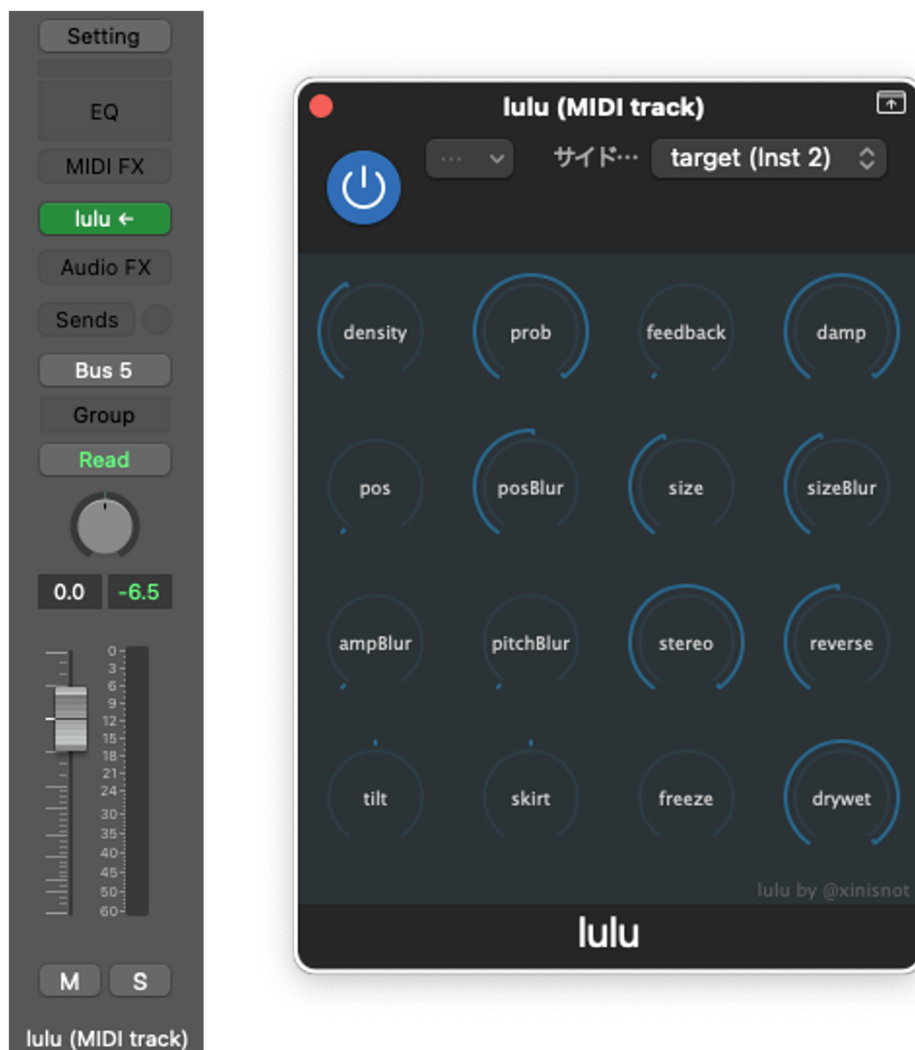 Setting
EQ
MIDI FX
lulu ←
Audio FX
Sends
Bus 5
Group
Read
0.0 -6.5
0
3
6
9
12
15
18
21
24
30
35
40
45
50
60
M S
lulu (MIDI track)
lulu (MIDI track)
... サイド… target (Inst 2)
density prob feedback damp
pos posBlur size sizeBlur
ampBlur pitchBlur stereo reverse
tilt skirt freeze drywet
lulu by @xinisnot
lulu